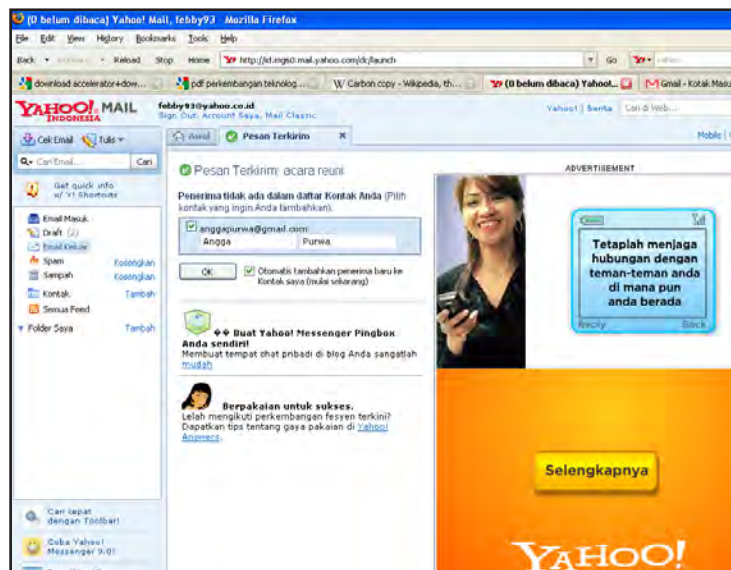 (0 belum dibaca) Yahoo! Mail, febby93 - Mozilla Firefox
File Edit View History Bookmarks Tools Help
Back Reload Stop Home http://id.mg60.mail.yahoo.com/dc/launch Go
download accelerator+dow... pdf perkembangan teknolog... Carbon copy - Wikipedia, th... (0 belum dibaca) Yahoo!... Gmail - Kotak Masu
YAHOO! MAIL
INDONESIA
febby93@yahoo.co.id
Sign Out, Account Saya, Mail Classic
Yahoo! | Berita Cari di Web...
Cek Email Tulis
Awal Pesan Terkirim x
Mobile |
Cari Email... Cari
Get quick info
w/ Y! Shortcuts
Email Masuk
Draft (2)
Email Keluar
Spam Kosongkan
Sampah Kosongkan
Kontak Tambah
Semua Feed
Folder Saya Tambah
Cari cepat
dengan Toolbar!
Coba Yahoo!
Messenger 9.0!
Pesan Terkirim: acara reuni
Penerima tidak ada dalam daftar Kontak Anda (Pilih
kontak yang ingin Anda tambahkan).
anggapurwa@gmail.com
Angga Purwa
OK Otomatis tambahkan penerima baru ke
Kontak saya (mulai sekarang)
�� Buat Yahoo! Messenger Pingbox
Anda sendiri!
Membuat tempat chat pribadi di blog Anda sangatlah
mudah
Berpakaian untuk sukses.
Lelah mengikuti perkembangan fesyen terkini?
Dapatkan tips tentang gaya pakaian di Yahoo!
Answers.
ADVERTISEMENT
Tetaplah menjaga
hubungan dengan
teman-teman anda
di mana pun
anda berada
Reply Back
Selengkapnya
YAHOO!